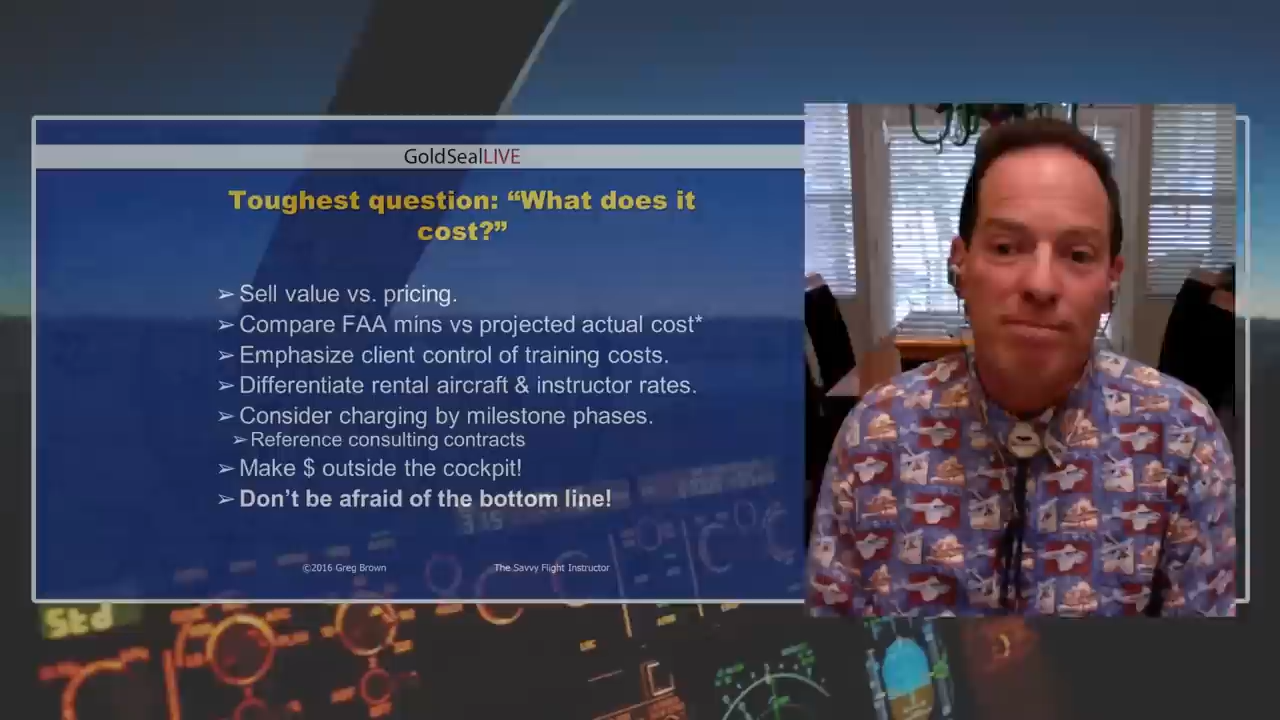 GoldSealLIVE
Toughest question: “What does it
cost?”
➢Sell value vs. pricing.
➢Compare FAA mins vs projected actual cost*
➢Emphasize client control of training costs.
➢Differentiate rental aircraft & instructor rates.
➢Consider charging by milestone phases.
➢Reference consulting contracts
➢Make $ outside the cockpit!
➢Don’t be afraid of the bottom line!
315
©2016 Greg Brown The Savvy Flight Instructor
Std